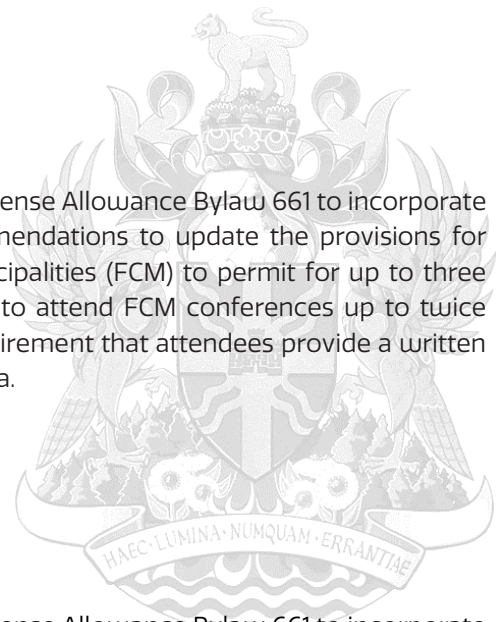 ense Allowance Bylaw 661 to incorporate
mendations to update the provisions for
cipalities (FCM) to permit for up to three
to attend FCM conferences up to twice
irement that attendees provide a written
a.
HAEC·LUMINA·NUMQUAM·ERRANTIAE
ense Allowance Bylaw 661 to incorporate